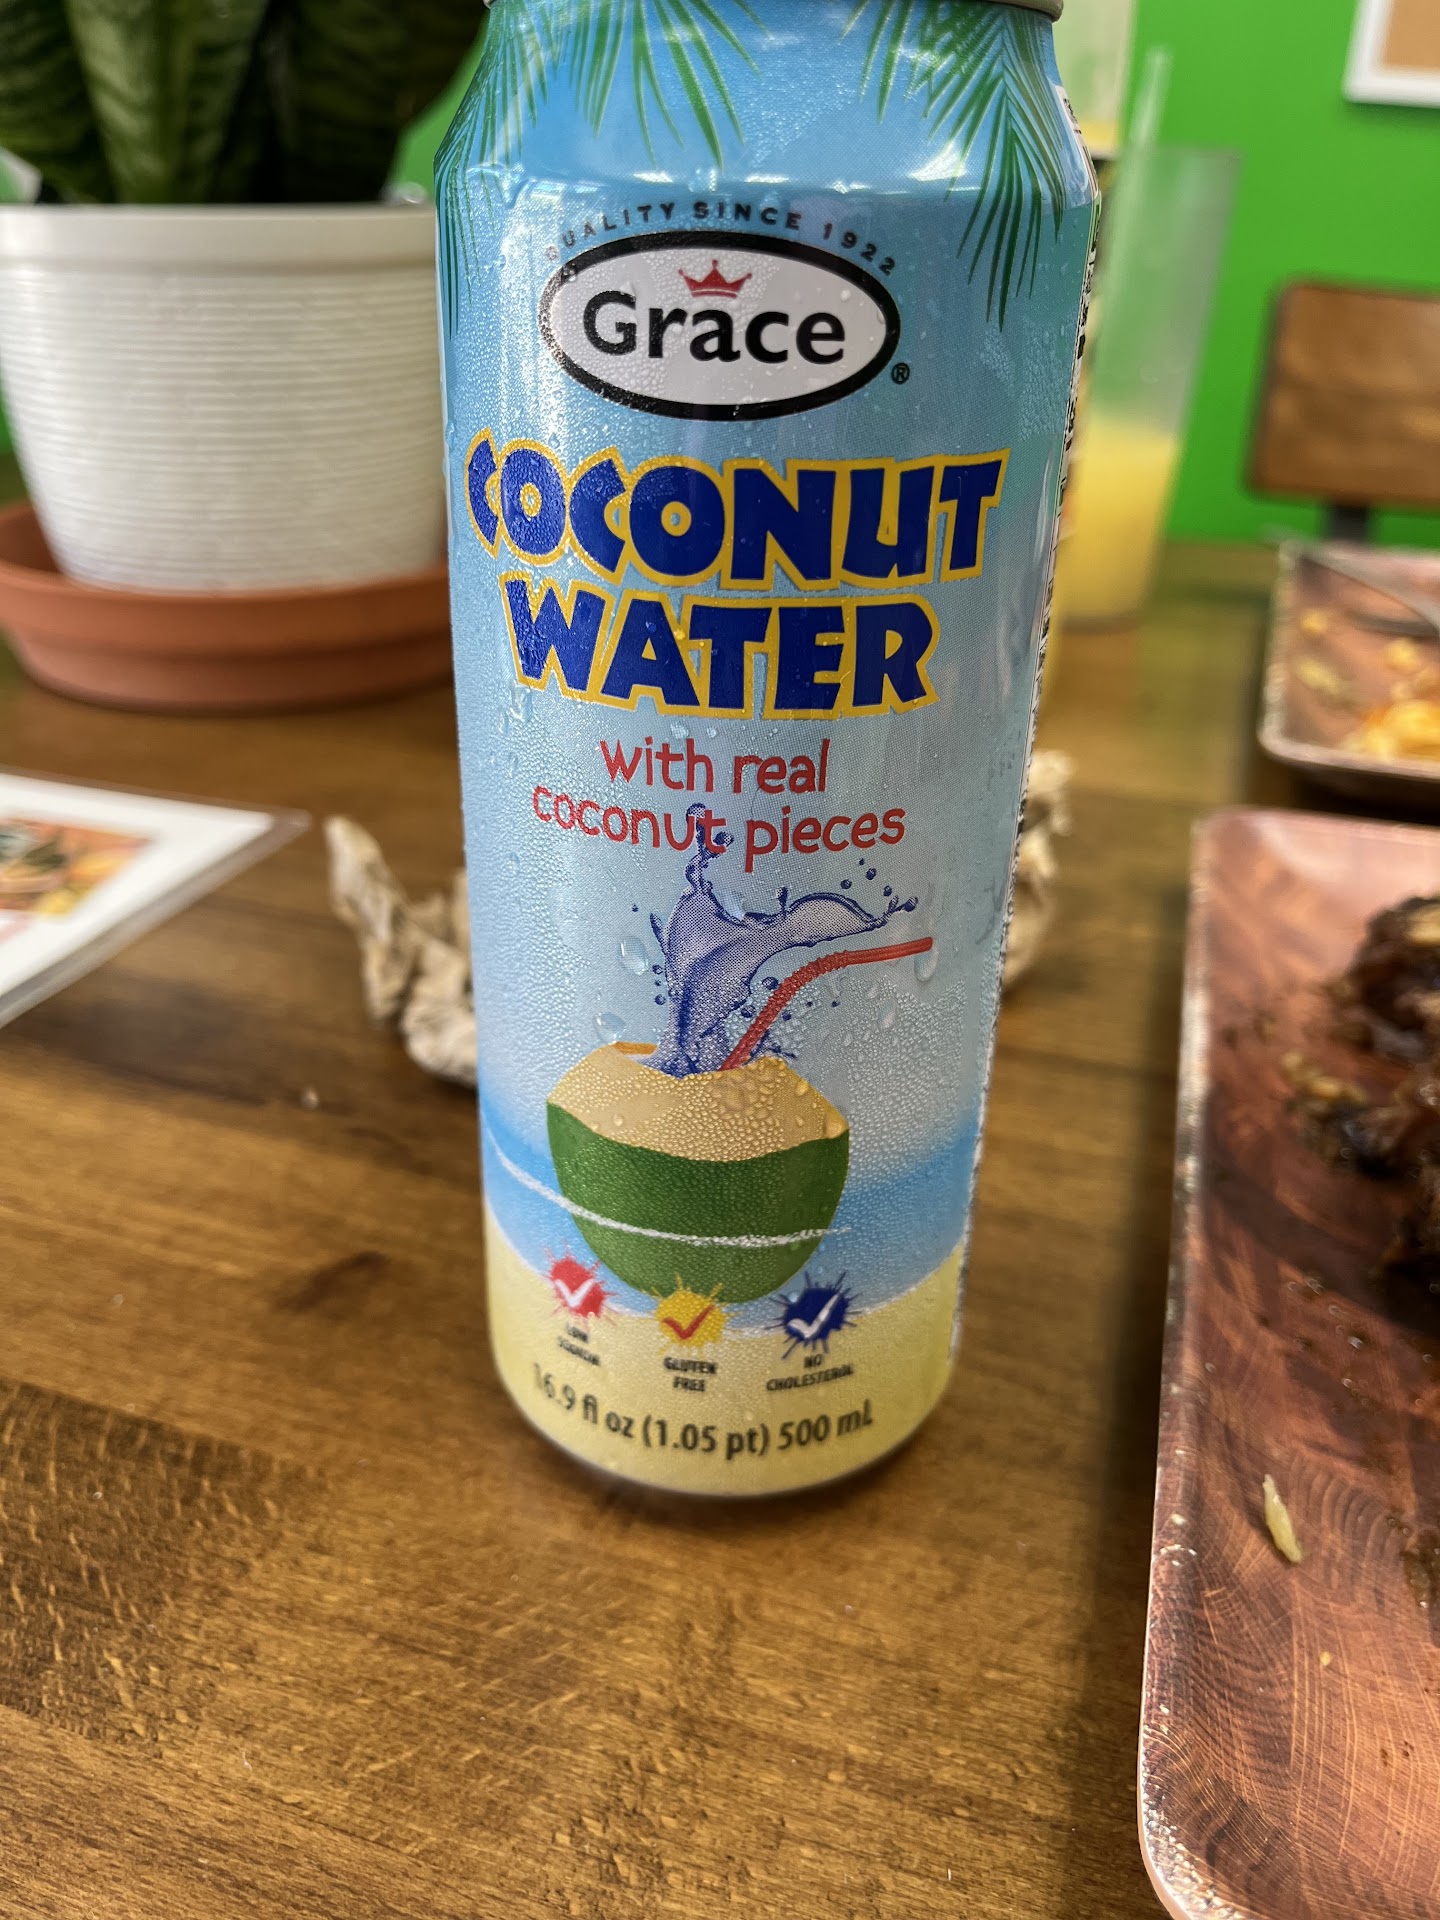 QUALITY SINCE 1922
Grace®
COCONUT
WATER
with real
coconut pieces
LOW
SODIUM
GLUTEN
FREE
NO
CHOLESTEROL
16.9 fl oz (1.05 pt) 500 mL